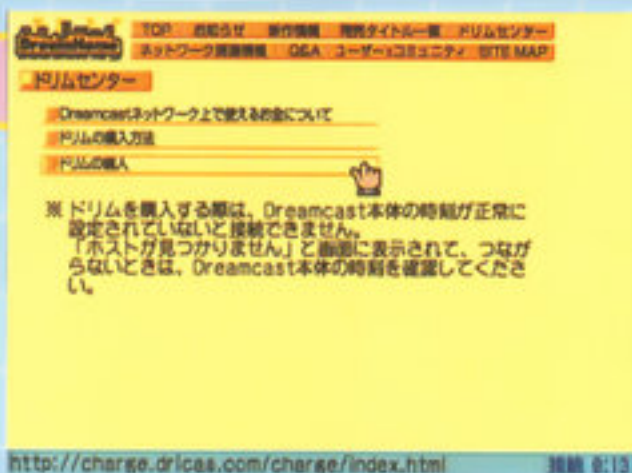 TOP お知らせ 新作情報 発売タイトル一覧 ドリムセンター
ネットワーク関連情報 Q&A ユーザーズコミュニティ SITE MAP
ドリムセンター
Dreamcastネットワーク上で使えるお金について
ドリムの購入方法
ドリムの購入
※ ドリムを購入する際は、Dreamcast本体の時刻が正常に
設定されていないと接続できません。
「ホストが見つかりません」と画面に表示されて、つなが
らないときは、Dreamcast本体の時刻を確認してくださ
い。
http://charge.dricas.com/charge/index.html 接続 0:13